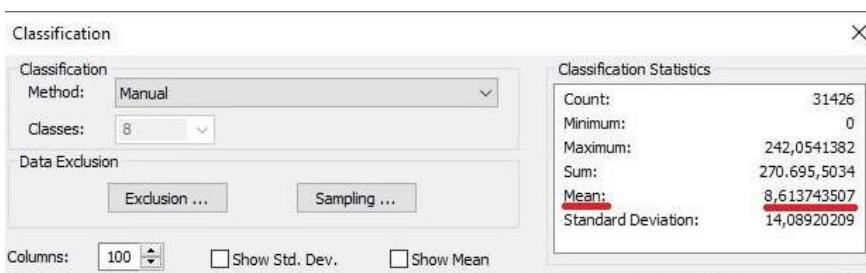 Classification
Classification
Method: Manual
Classes: 8
Data Exclusion
Exclusion ...
Sampling ...
Columns: 100 Show Std. Dev. Show Mean
Classification Statistics
Count: 31426
Minimum: 0
Maximum: 242,0541382
Sum: 270.695,5034
Mean: 8,613743507
Standard Deviation: 14,08920209